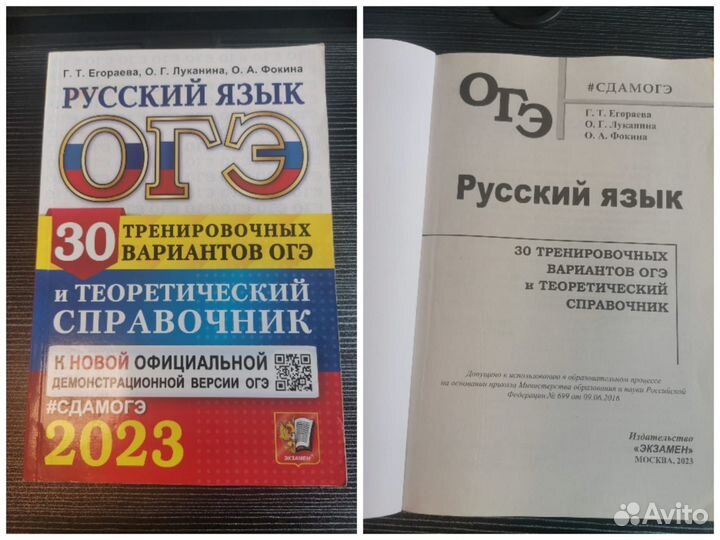 Г. Т. Егораева, О. Г. Луканина, О. А. Фокина
РУССКИЙ ЯЗЫК
ОГЭ
30
ТРЕНИРОВОЧНЫХ
ВАРИАНТОВ ОГЭ
и ТЕОРЕТИЧЕСКИЙ
СПРАВОЧНИК
К НОВОЙ ОФИЦИАЛЬНОЙ
ДЕМОНСТРАЦИОННОЙ ВЕРСИИ ОГЭ
#СДАМОГЭ
2023
ЭКЗАМЕН
ОГЭ
#СДАМОГЭ
Г. Т. Егораева
О. Г. Луканина
О. А. Фокина
Русский язык
30 ТРЕНИРОВОЧНЫХ
ВАРИАНТОВ ОГЭ
и ТЕОРЕТИЧЕСКИЙ
СПРАВОЧНИК
Допущено к использованию в образовательном процессе
на основании приказа Министерства образования и науки Российской
Федерации № 699 от 09.06.2016
Издательство
«ЭКЗАМЕН»
МОСКВА, 2023
Avito